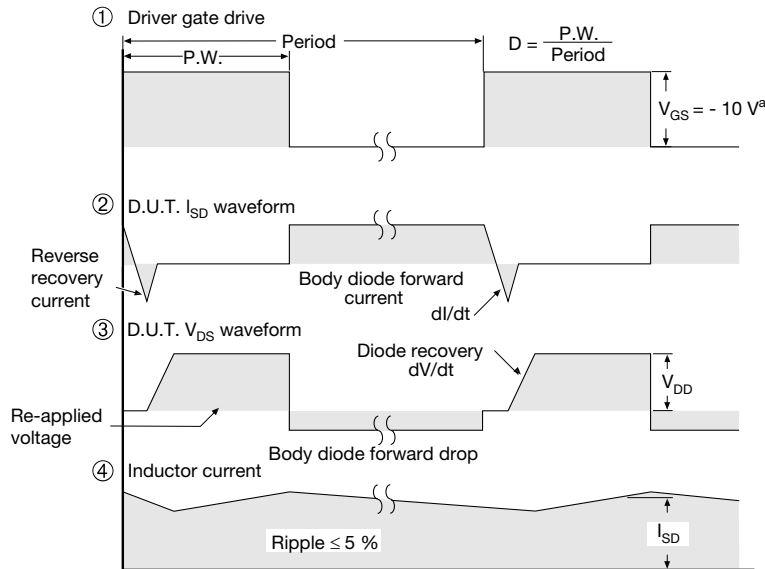 ① Driver gate drive
Period
P.W.
D = P.W. / Period
V_GS = - 10 V^a
② D.U.T. I_SD waveform
Reverse
recovery
current
Body diode forward
current
dI/dt
③ D.U.T. V_DS waveform
Diode recovery
dV/dt
V_DD
Re-applied
voltage
Body diode forward drop
④ Inductor current
Ripple ≤ 5 %
I_SD